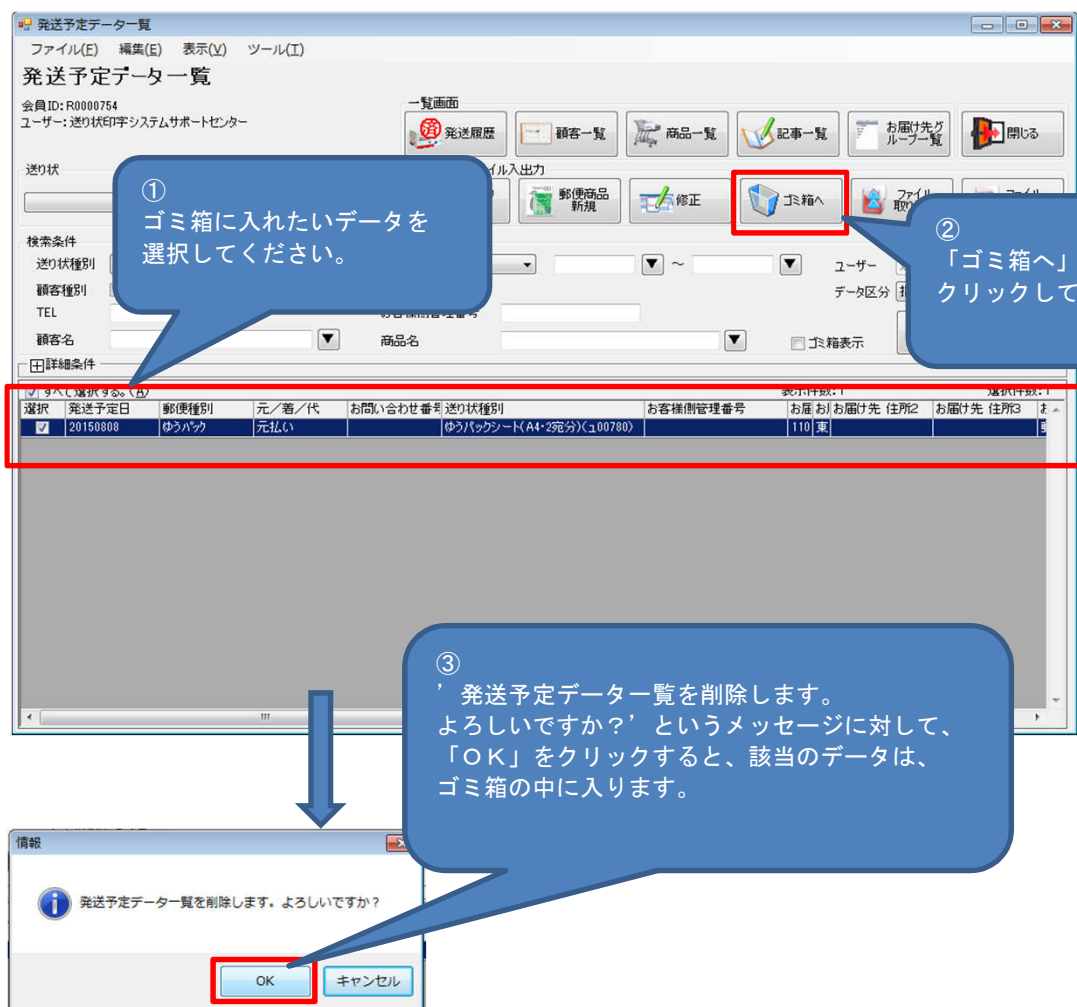 発送予定データ一覧
ファイル(F) 編集(E) 表示(V) ツール(T)
発送予定データ一覧
会員ID: R0000754
ユーザー: 送り状印字システムサポートセンター
一覧画面
発送履歴 顧客一覧 商品一覧 記事一覧 お届け先グ
ループ一覧 閉じる
送り状
イル入出力
郵便商品
新規 修正 ゴミ箱へ
①
ゴミ箱に入れたいデータを
選択してください。
②
「ゴミ箱へ」
クリックして
検索条件
送り状種別 ～ ユーザー
顧客種別 データ区分
TEL
顧客名 商品名 ゴミ箱表示
詳細条件
すべて選択する。(A) 表示件数:1 選択件数:1
選択 発送予定日 郵便種別 元／着／代 お問い合わせ番号 送り状種別 お客様側管理番号 お届 お お届け先 住所2 お届け先 住所3
20150808 ゆうパック 元払い ゆうパックシート(A4・2宛分)(ュ00780) 110 東
③
’発送予定データ一覧を削除します。
よろしいですか？’というメッセージに対して、
「ＯＫ」をクリックすると、該当のデータは、
ゴミ箱の中に入ります。
情報
発送予定データ一覧を削除します。よろしいですか？
OK キャンセル